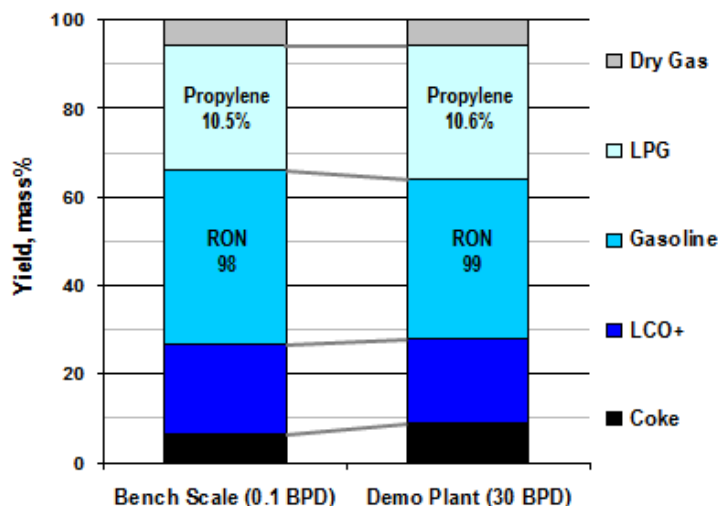 100
80
60
40
20
0
Yield, mass%
Propylene
10.5%
RON
98
Propylene
10.6%
RON
99
Dry Gas
LPG
Gasoline
LCO+
Coke
Bench Scale (0.1 BPD)
Demo Plant (30 BPD)